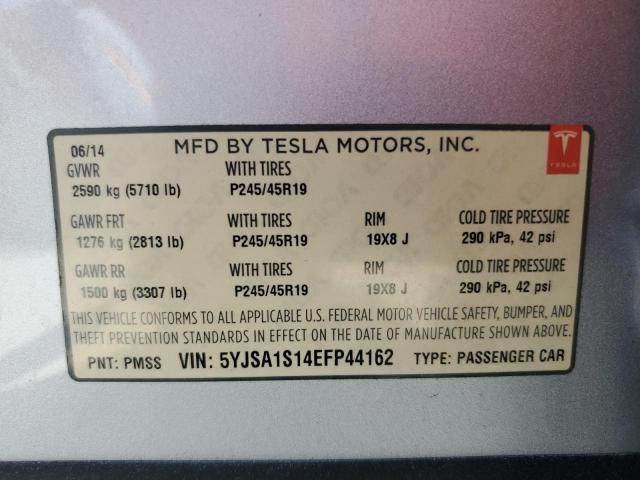 06/14 MFD BY TESLA MOTORS, INC.
TESLA
GVWR WITH TIRES
2590 kg (5710 lb) P245/45R19
GAWR FRT WITH TIRES RIM COLD TIRE PRESSURE
1276 kg (2813 lb) P245/45R19 19X8 J 290 kPa, 42 psi
GAWR RR WITH TIRES RIM COLD TIRE PRESSURE
1500 kg (3307 lb) P245/45R19 19X8 J 290 kPa, 42 psi
THIS VEHICLE CONFORMS TO ALL APPLICABLE U.S. FEDERAL MOTOR VEHICLE SAFETY, BUMPER, AND
THEFT PREVENTION STANDARDS IN EFFECT ON THE DATE OF MANUFACTURE SHOWN ABOVE.
PNT: PMSS VIN: 5YJSA1S14EFP44162 TYPE: PASSENGER CAR